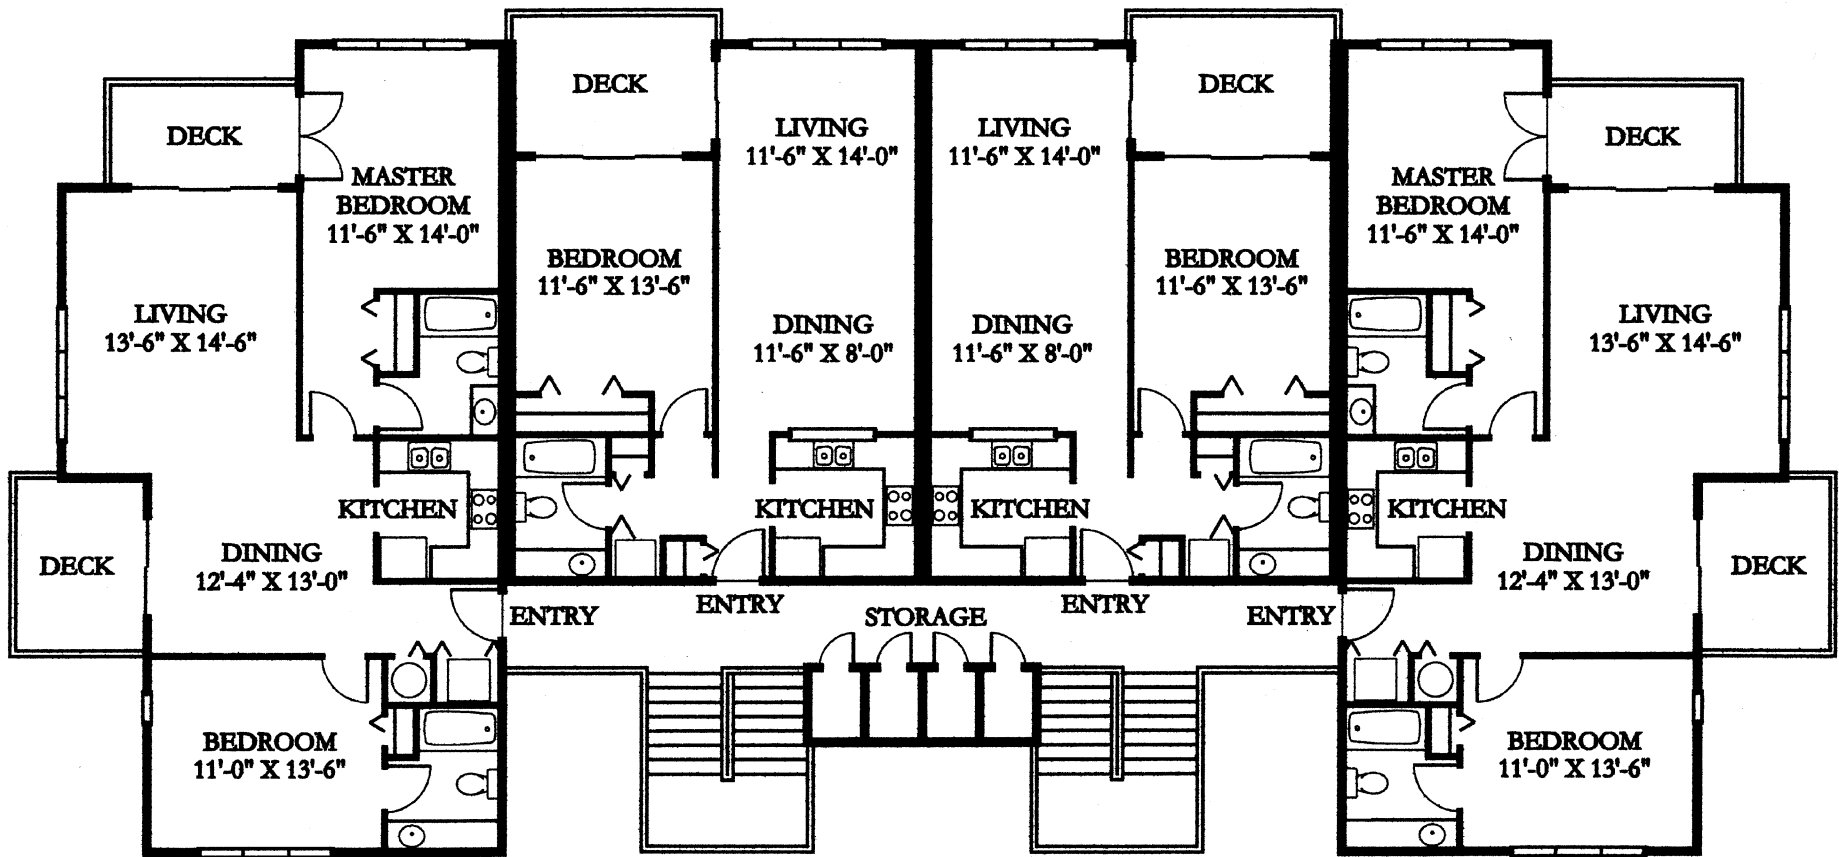 DECK
DECK
DECK
DECK
LIVING
11'-6" X 14'-0"
LIVING
11'-6" X 14'-0"
MASTER
BEDROOM
11'-6" X 14'-0"
MASTER
BEDROOM
11'-6" X 14'-0"
BEDROOM
11'-6" X 13'-6"
BEDROOM
11'-6" X 13'-6"
LIVING
13'-6" X 14'-6"
DINING
11'-6" X 8'-0"
DINING
11'-6" X 8'-0"
LIVING
13'-6" X 14'-6"
KITCHEN
KITCHEN
KITCHEN
KITCHEN
DECK
DINING
12'-4" X 13'-0"
DINING
12'-4" X 13'-0"
DECK
ENTRY
ENTRY
STORAGE
ENTRY
ENTRY
BEDROOM
11'-0" X 13'-6"
BEDROOM
11'-0" X 13'-6"